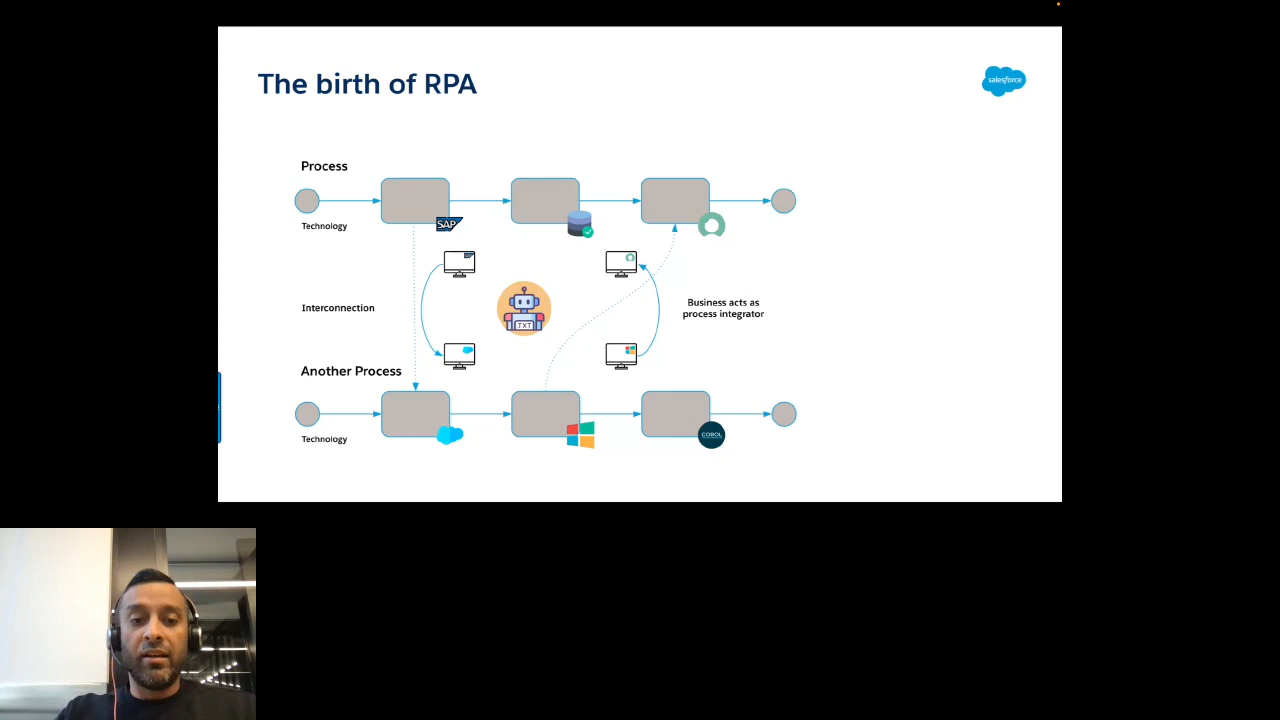 The birth of RPA
salesforce
Process
Technology
SAP
Interconnection
.TXT
Business acts as
process integrator
Another Process
Technology
COBOL